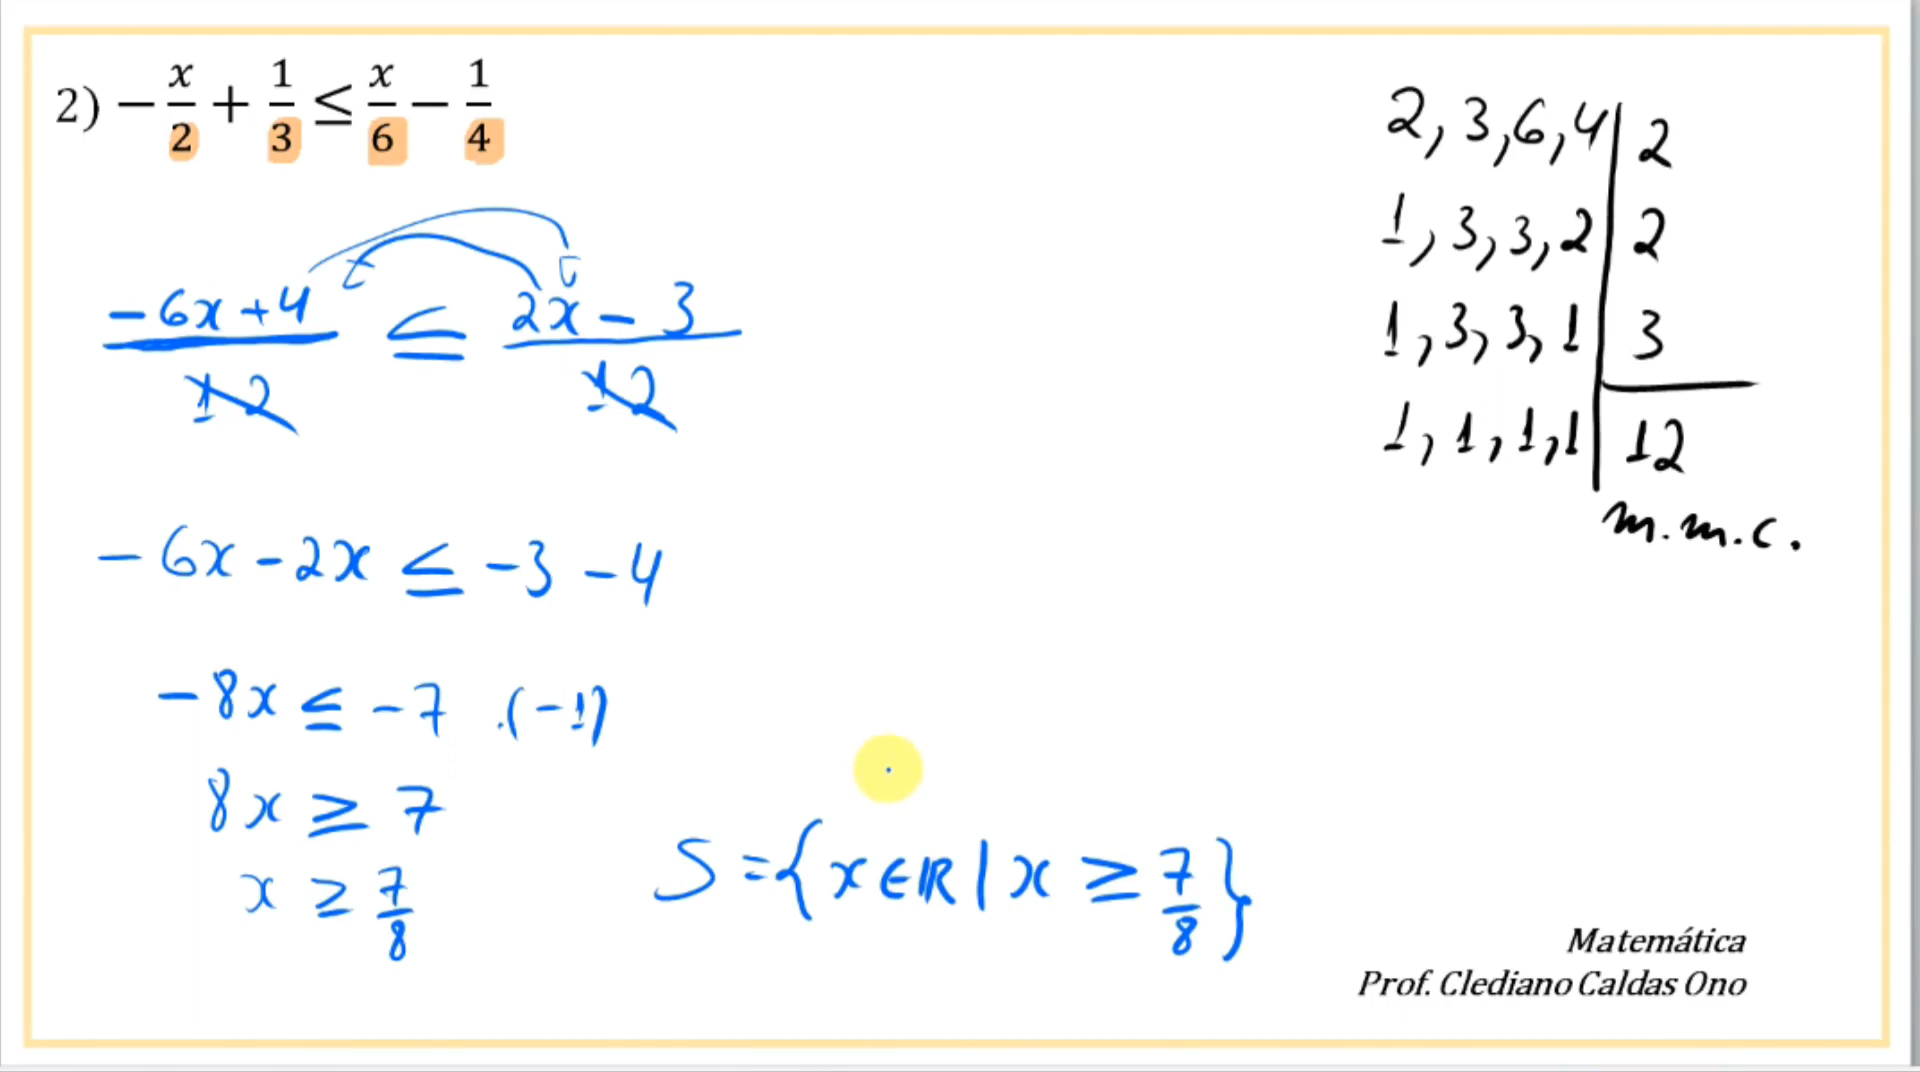 2) −x/2 + 1/3 ≤ x/6 − 1/4
−6x+4/12 ≤ 2x−3/12
−6x−2x ≤ −3−4
−8x ≤ −7 .(−1)
8x ≥ 7
x ≥ 7/8
S={x∈ℝ|x ≥ 7/8}
2,3,6,4|2
1,3,3,2|2
1,3,3,1|3
1,1,1,1|12
m.m.c.
Matemática
Prof. Clediano Caldas Ono